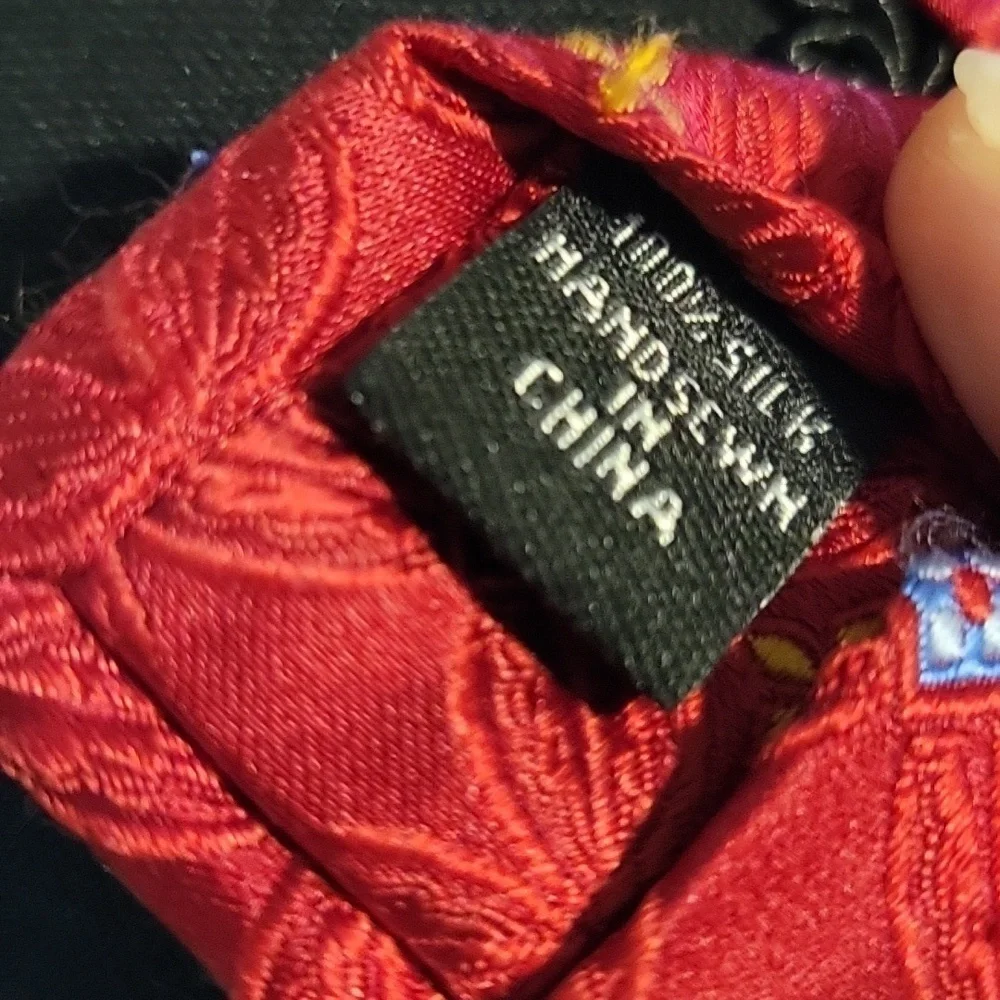 100% SILK
HANDSEWN
IN
CHINA